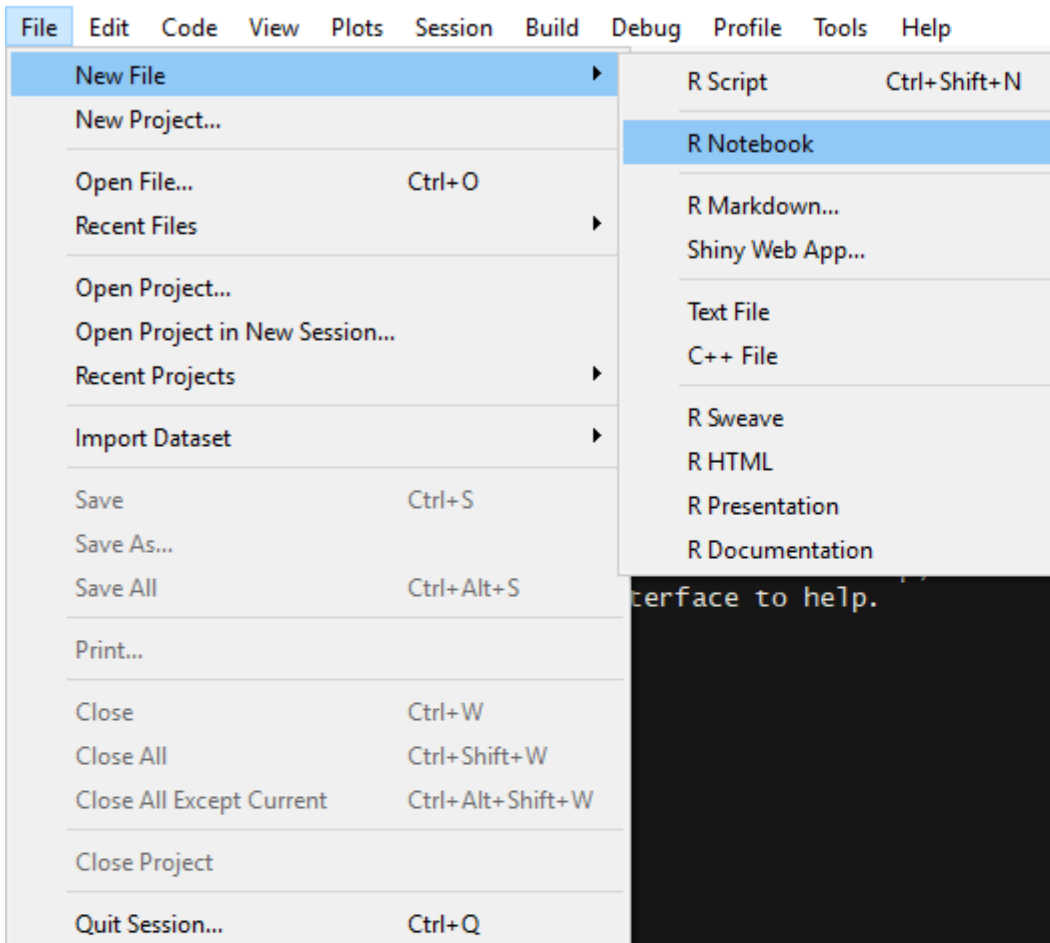 File Edit Code View Plots Session Build Debug Profile Tools Help
New File
New Project...
Open File... Ctrl+O
Recent Files
Open Project...
Open Project in New Session...
Recent Projects
Import Dataset
Save Ctrl+S
Save As...
Save All Ctrl+Alt+S
Print...
Close Ctrl+W
Close All Ctrl+Shift+W
Close All Except Current Ctrl+Alt+Shift+W
Close Project
Quit Session... Ctrl+Q
R Script Ctrl+Shift+N
R Notebook
R Markdown...
Shiny Web App...
Text File
C++ File
R Sweave
R HTML
R Presentation
R Documentation
terface to help.